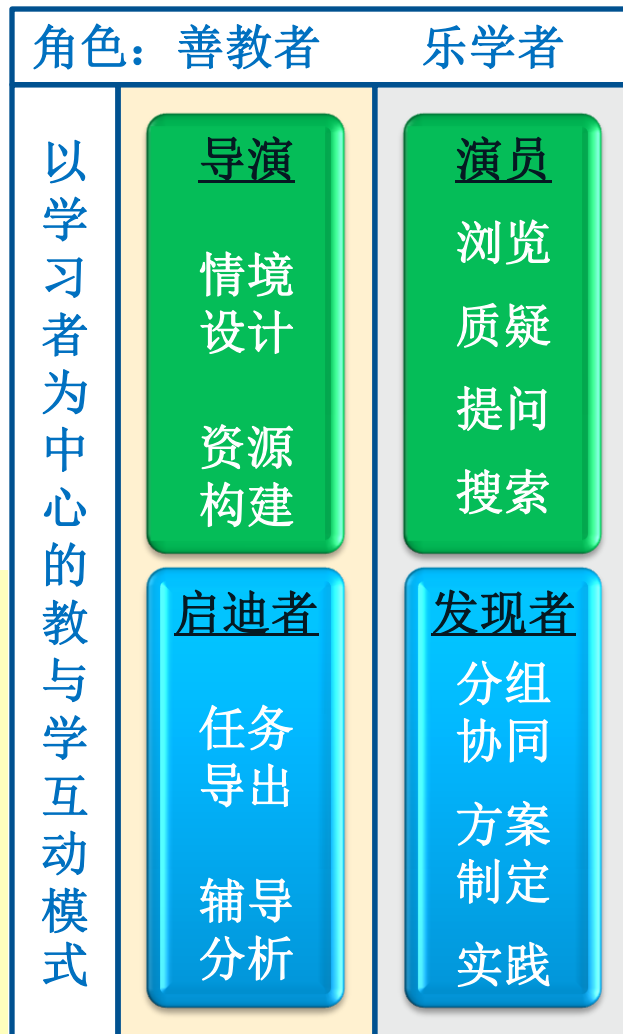 角色：善教者 乐学者
以学习者为中心的教与学互动模式
导演
情境
设计
资源
构建
演员
浏览
质疑
提问
搜索
启迪者
任务
导出
辅导
分析
发现者
分组
协同
方案
制定
实践